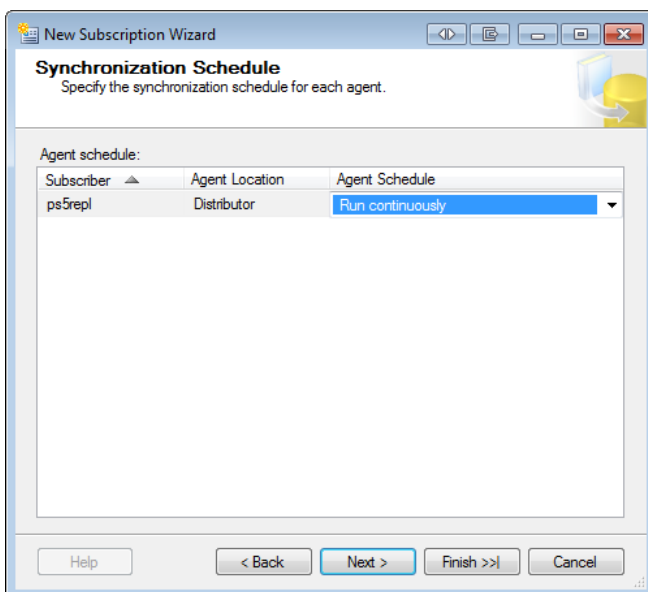 New Subscription Wizard
Synchronization Schedule
Specify the synchronization schedule for each agent.
Agent schedule:
Subscriber Agent Location Agent Schedule
ps5repl Distributor Run continuously
Help < Back Next > Finish >>| Cancel